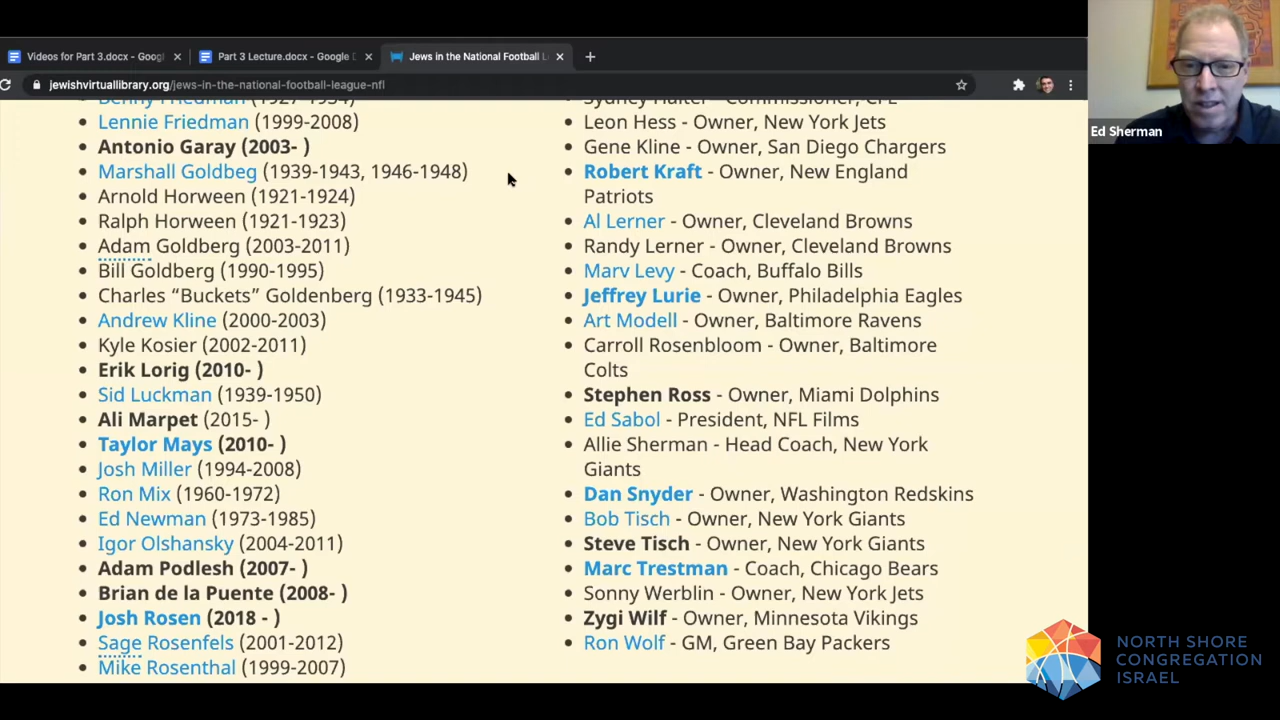 Videos for Part 3.docx - Googl
Part 3 Lecture.docx - Google D
Jews in the National Football L
jewishvirtuallibrary.org/jews-in-the-national-football-league-nfl
Ed Sherman
Benny Friedman (1927-1934)
Lennie Friedman (1999-2008)
Antonio Garay (2003- )
Marshall Goldbeg (1939-1943, 1946-1948)
Arnold Horween (1921-1924)
Ralph Horween (1921-1923)
Adam Goldberg (2003-2011)
Bill Goldberg (1990-1995)
Charles “Buckets” Goldenberg (1933-1945)
Andrew Kline (2000-2003)
Kyle Kosier (2002-2011)
Erik Lorig (2010- )
Sid Luckman (1939-1950)
Ali Marpet (2015- )
Taylor Mays (2010- )
Josh Miller (1994-2008)
Ron Mix (1960-1972)
Ed Newman (1973-1985)
Igor Olshansky (2004-2011)
Adam Podlesh (2007- )
Brian de la Puente (2008- )
Josh Rosen (2018 - )
Sage Rosenfels (2001-2012)
Mike Rosenthal (1999-2007)
Sydney Halter - Commissioner, CFL
Leon Hess - Owner, New York Jets
Gene Kline - Owner, San Diego Chargers
Robert Kraft - Owner, New England
Patriots
Al Lerner - Owner, Cleveland Browns
Randy Lerner - Owner, Cleveland Browns
Marv Levy - Coach, Buffalo Bills
Jeffrey Lurie - Owner, Philadelphia Eagles
Art Modell - Owner, Baltimore Ravens
Carroll Rosenbloom - Owner, Baltimore
Colts
Stephen Ross - Owner, Miami Dolphins
Ed Sabol - President, NFL Films
Allie Sherman - Head Coach, New York
Giants
Dan Snyder - Owner, Washington Redskins
Bob Tisch - Owner, New York Giants
Steve Tisch - Owner, New York Giants
Marc Trestman - Coach, Chicago Bears
Sonny Werblin - Owner, New York Jets
Zygi Wilf - Owner, Minnesota Vikings
Ron Wolf - GM, Green Bay Packers
NORTH SHORE
CONGREGATION
ISRAEL